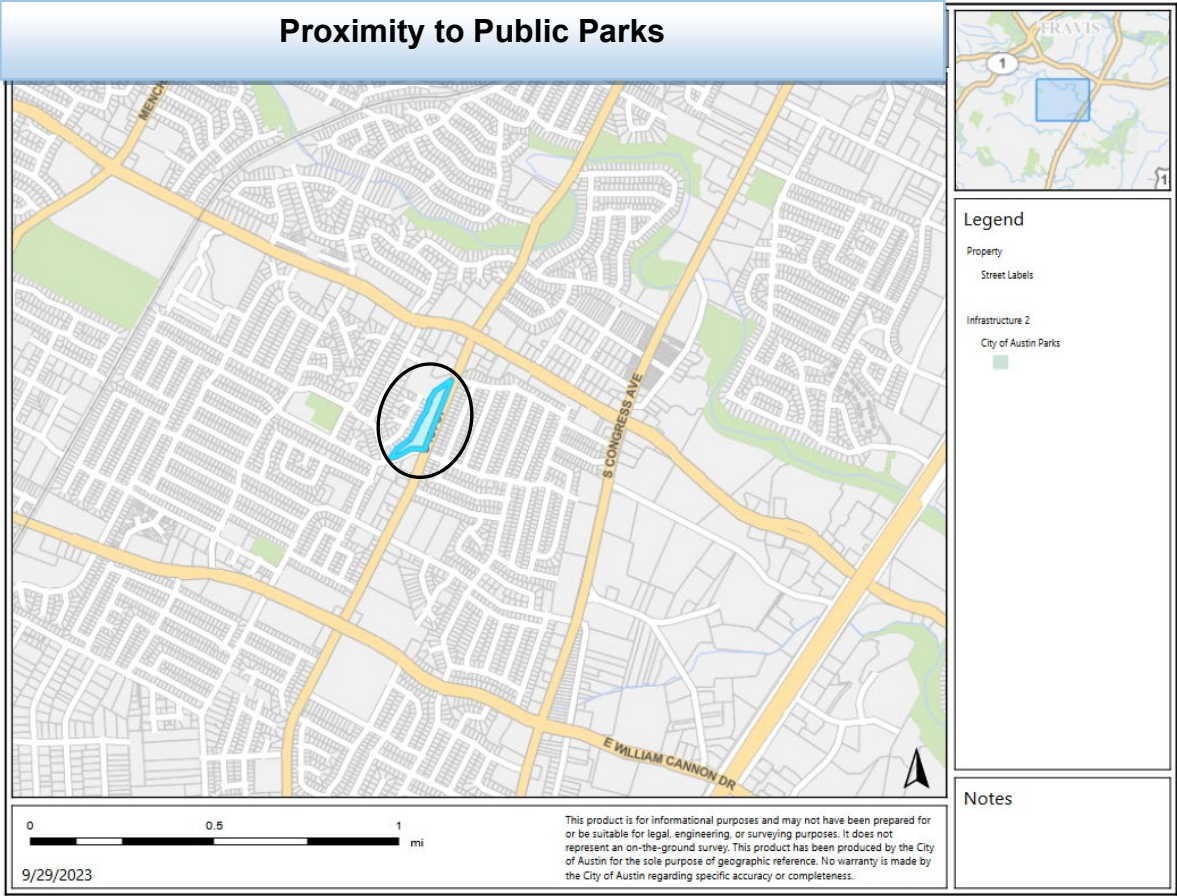 Proximity to Public Parks
TRAVIS
1
1
MENCH
S CONGRESS AVE
E WILLIAM CANNON DR
Legend
Property
Street Labels
Infrastructure 2
City of Austin Parks
Notes
0 0.5 1
mi
9/29/2023
This product is for informational purposes and may not have been prepared for
or be suitable for legal, engineering, or surveying purposes. It does not
represent an on-the-ground survey. This product has been produced by the City
of Austin for the sole purpose of geographic reference. No warranty is made by
the City of Austin regarding specific accuracy or completeness.